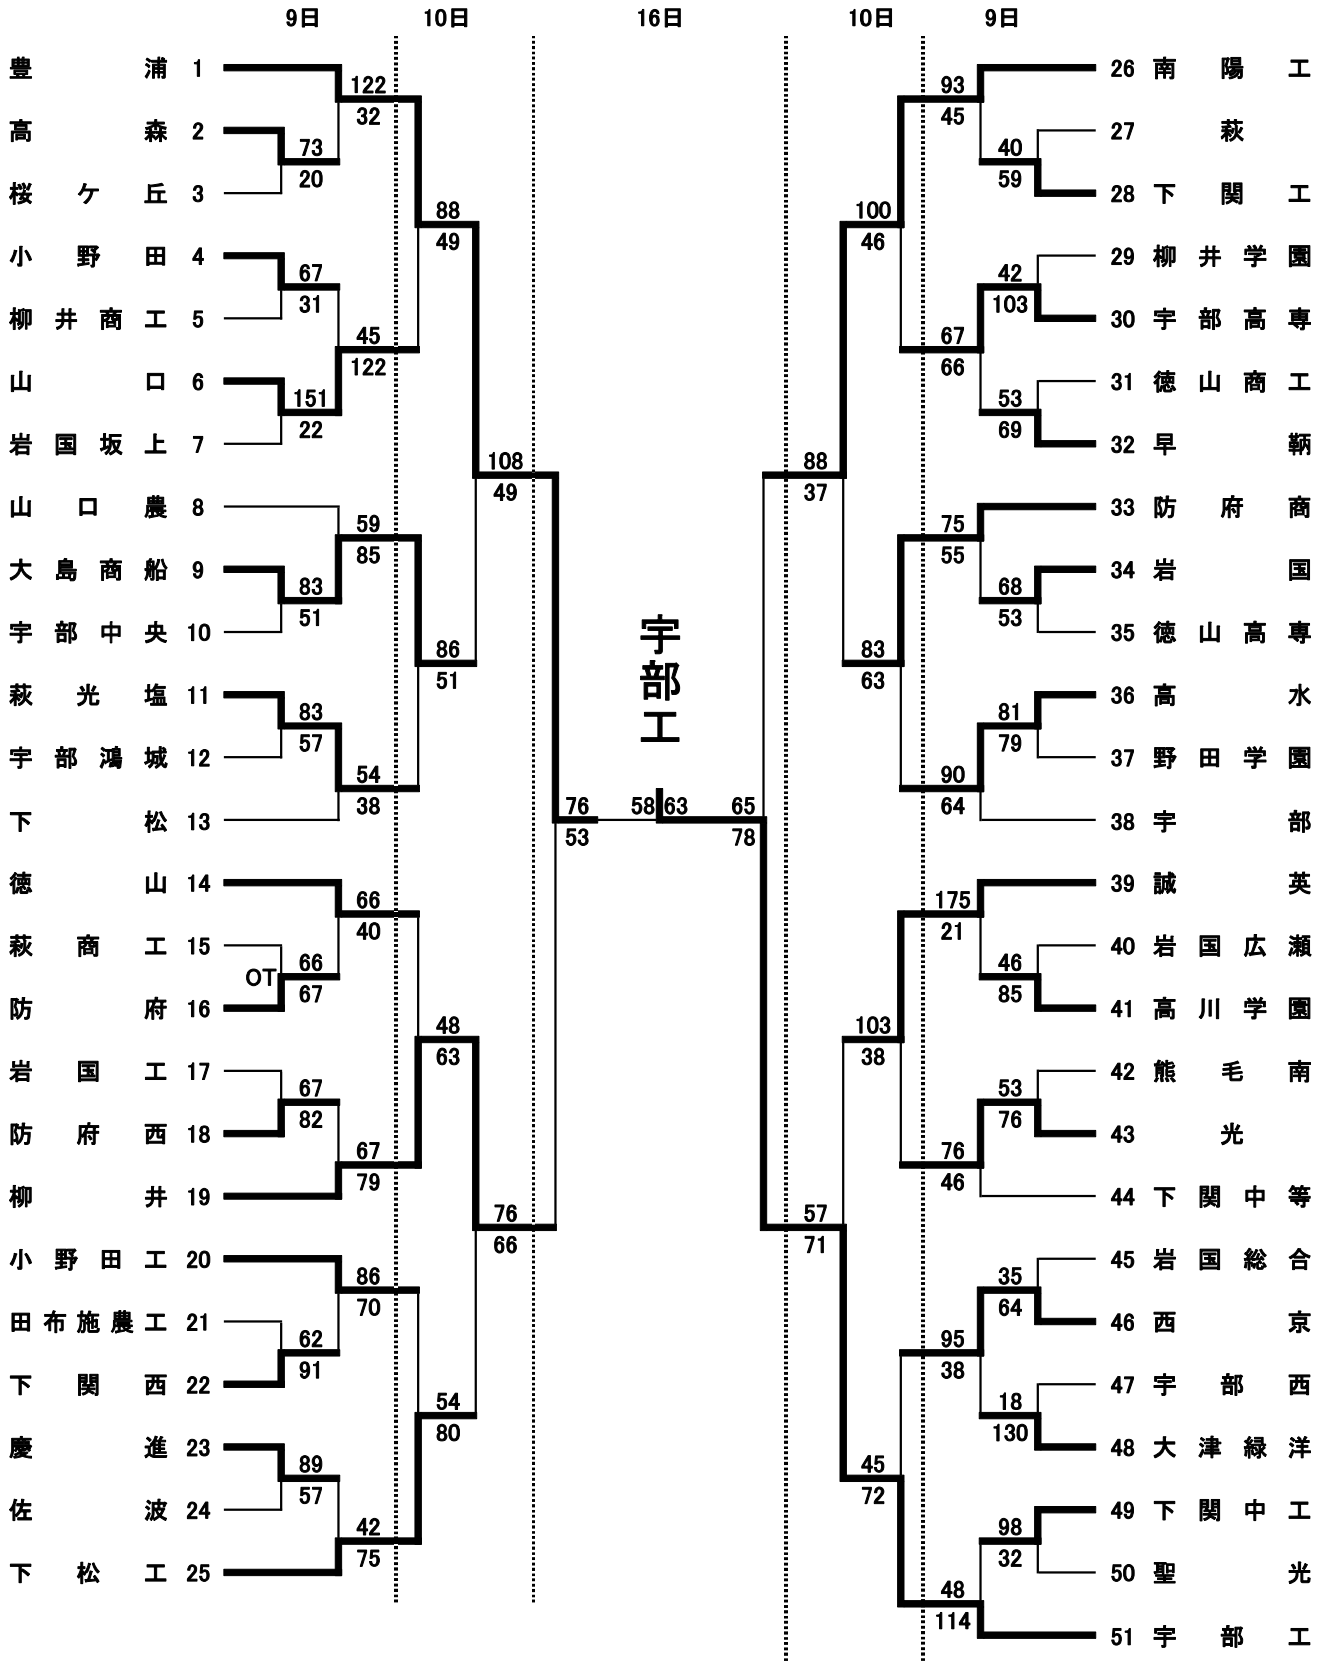 9日 10日 16日 10日 9日
豊浦 1
高森 2
桜ケ丘 3
小野田 4
柳井商工 5
山口 6
岩国坂上 7
山口農 8
大島商船 9
宇部中央 10
萩光塩 11
宇部鴻城 12
下松 13
徳山 14
萩商工 15
防府 16
岩国工 17
防府西 18
柳井 19
小野田工 20
田布施農工 21
下関西 22
慶進 23
佐波 24
下松工 25
122
32
73
20
67
31
45
122
151
22
59
85
83
51
83
57
54
38
66
40
OT
66
67
67
82
67
79
86
70
62
91
89
57
42
75
88
49
86
51
48
63
54
80
108
49
76
66
76
53
宇部工
58 63
65
78
88
37
57
71
100
46
83
63
103
38
45
72
93
45
40
59
42
103
67
66
53
69
75
55
68
53
81
79
90
64
175
21
46
85
53
76
76
46
35
64
95
38
18
130
98
32
48
114
26 南陽工
27 萩
28 下関工
29 柳井学園
30 宇部高専
31 徳山商工
32 早鞆
33 防府商
34 岩国
35 徳山高専
36 高水
37 野田学園
38 宇部
39 誠英
40 岩国広瀬
41 高川学園
42 熊毛南
43 光
44 下関中等
45 岩国総合
46 西京
47 宇部西
48 大津緑洋
49 下関中工
50 聖光
51 宇部工